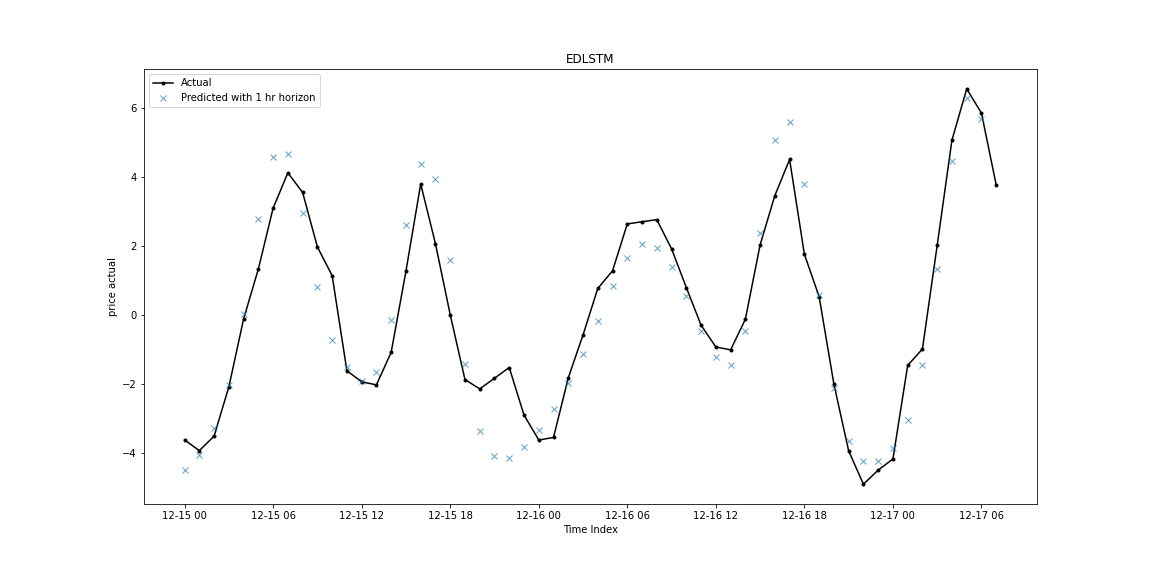 EDLSTM
Actual
Predicted with 1 hr horizon
price actual
6
4
2
0
−2
−4
12-15 00 12-15 06 12-15 12 12-15 18 12-16 00 12-16 06 12-16 12 12-16 18 12-17 00 12-17 06
Time Index